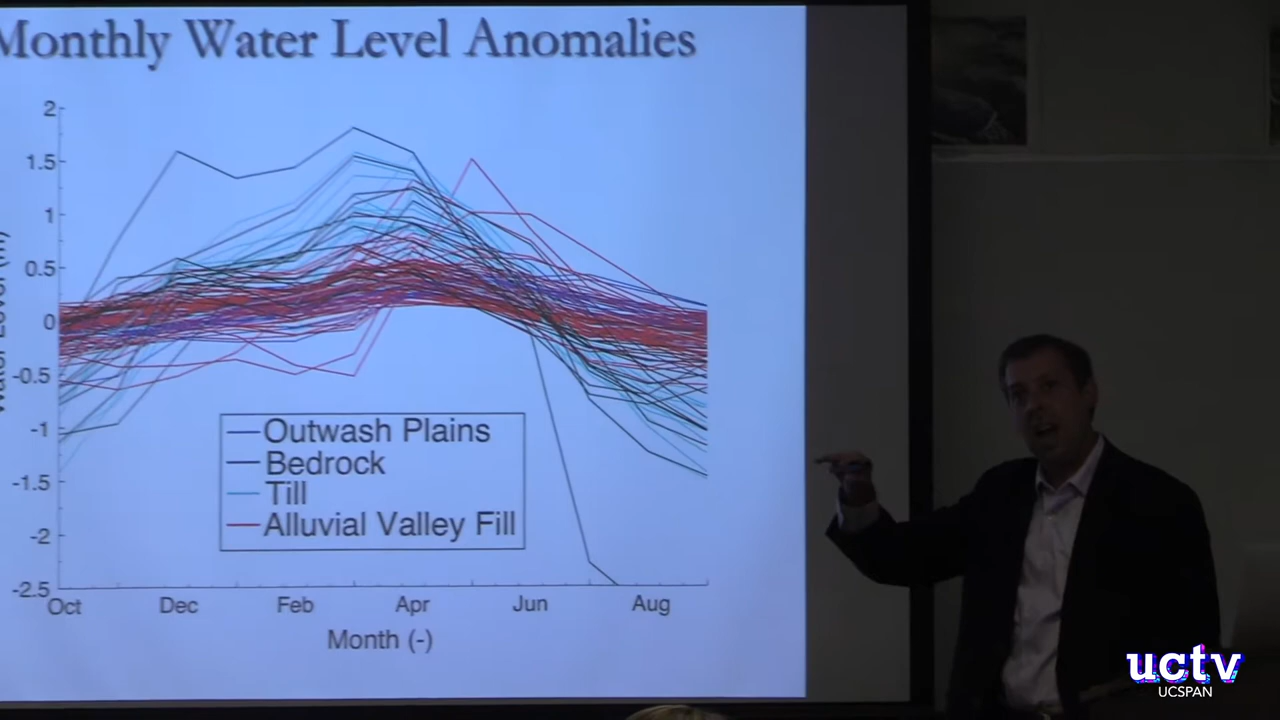 Monthly Water Level Anomalies
2
1.5
1
0.5
0
-0.5
-1
-1.5
-2
-2.5
Outwash Plains
Bedrock
Till
Alluvial Valley Fill
Oct Dec Feb Apr Jun Aug
Month (-)
uctv
UCSPAN